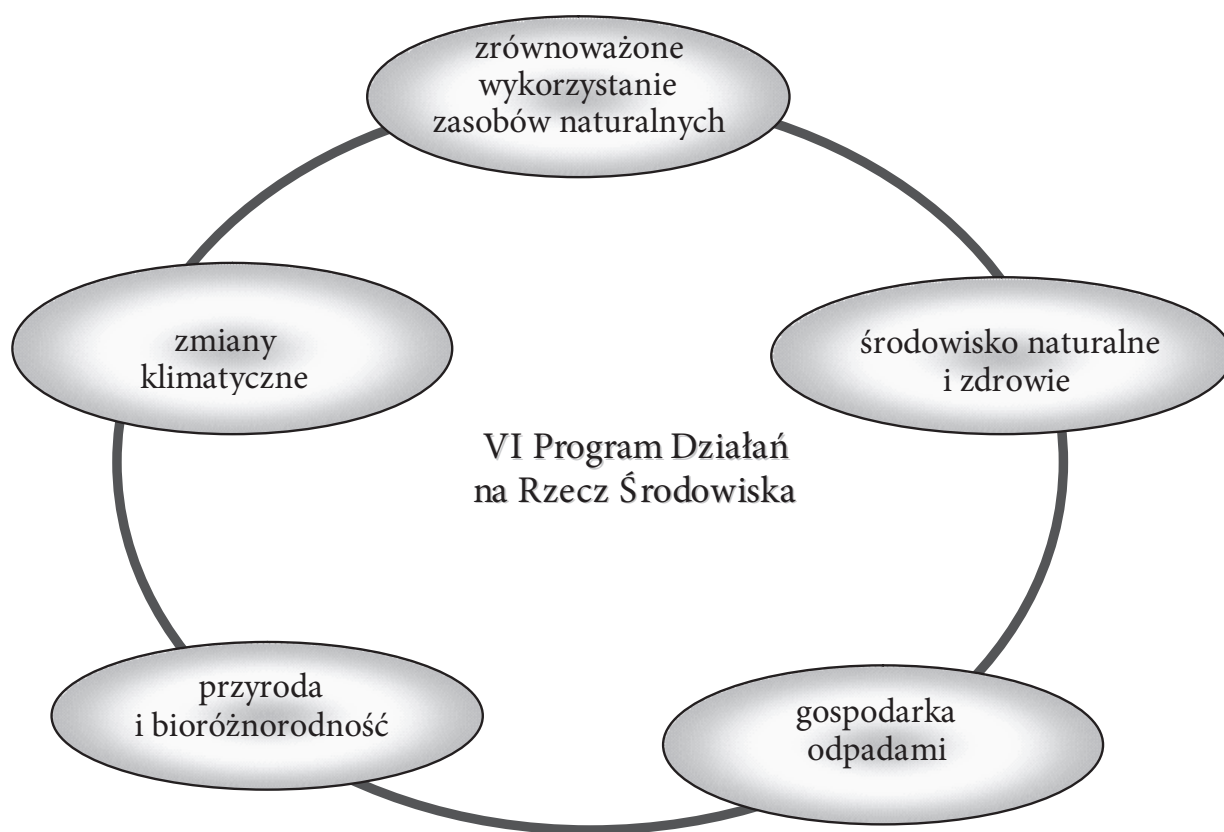 zrównoważone
wykorzystanie
zasobów naturalnych
zmiany
klimatyczne
środowisko naturalne
i zdrowie
VI Program Działań
na Rzecz Środowiska
przyroda
i bioróżnorodność
gospodarka
odpadami